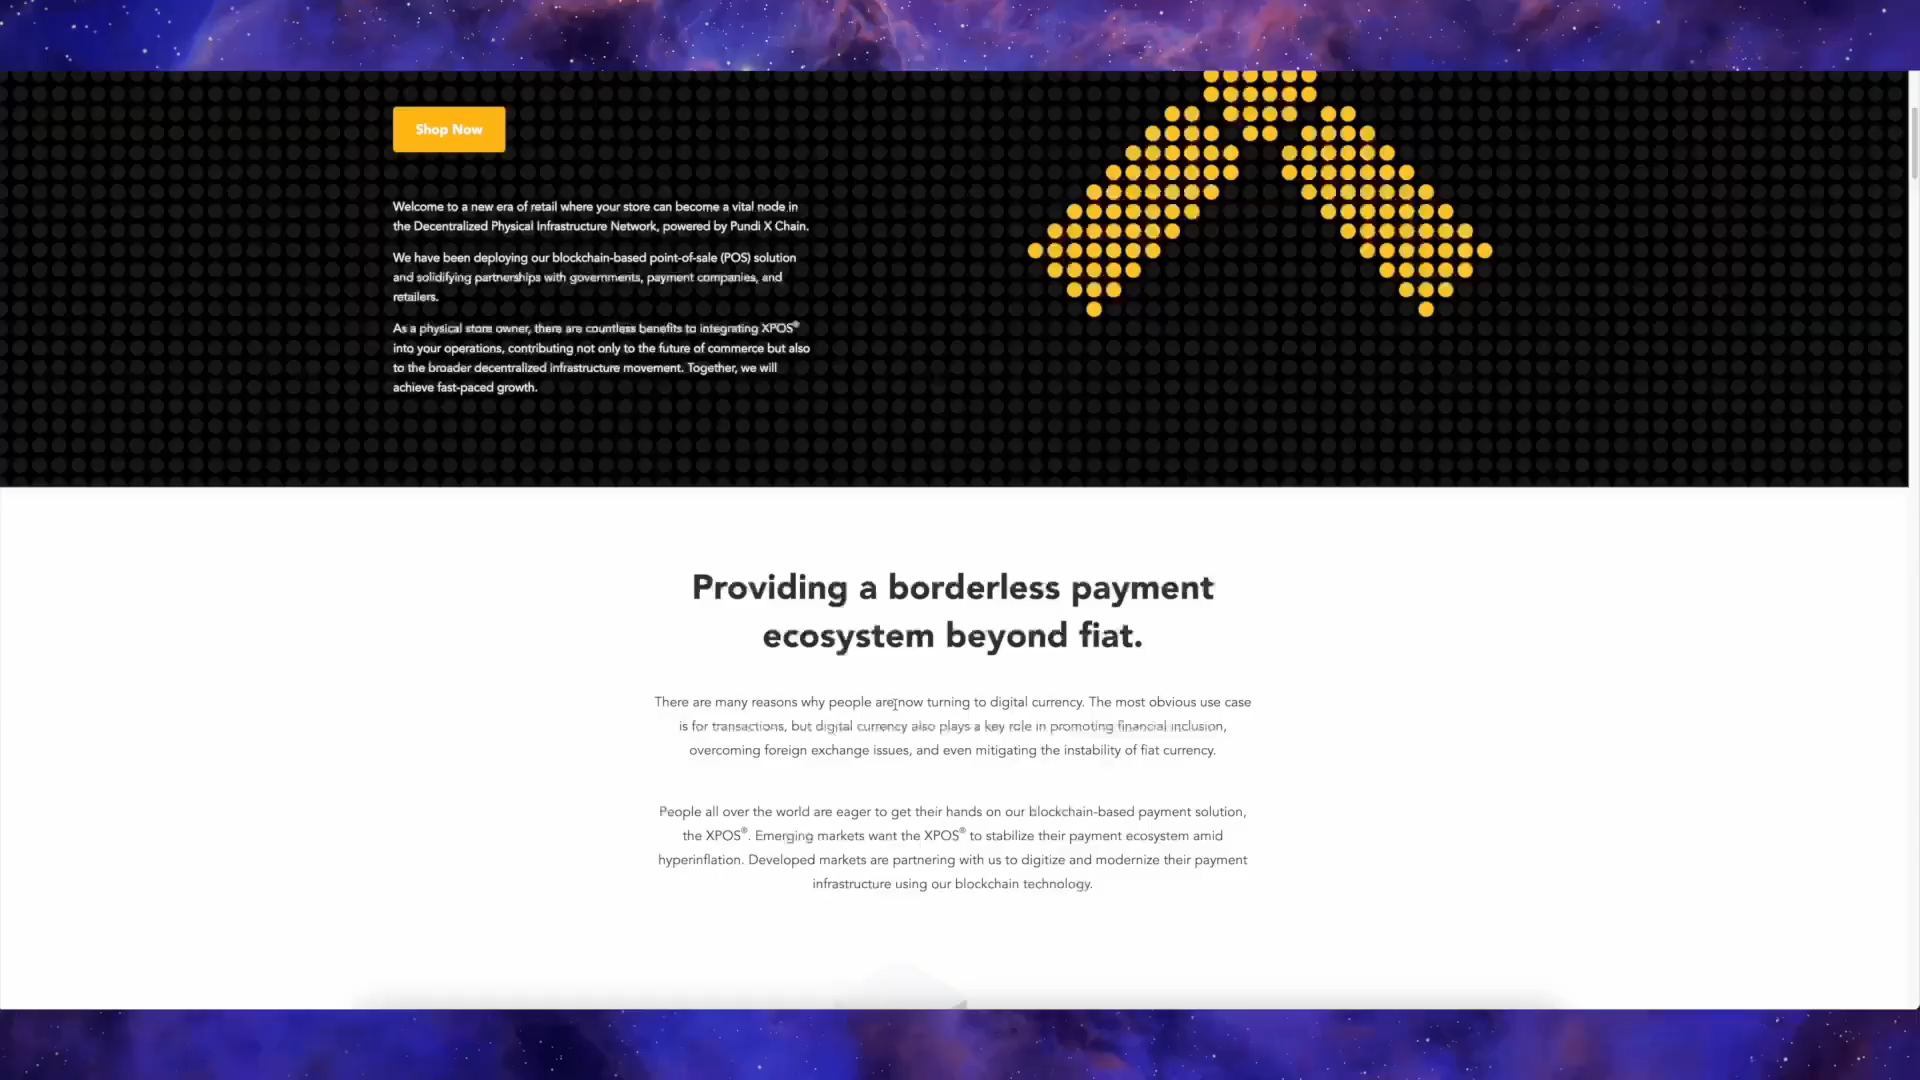 Shop Now
Welcome to a new era of retail where your store can become a vital node in
the Decentralized Physical Infrastructure Network, powered by Pundi X Chain.
We have been deploying our blockchain-based point-of-sale (POS) solution
and solidifying partnerships with governments, payment companies, and
retailers.
As a physical store owner, there are countless benefits to integrating XPOS®
into your operations, contributing not only to the future of commerce but also
to the broader decentralized infrastructure movement. Together, we will
achieve fast-paced growth.
Providing a borderless payment
ecosystem beyond fiat.
There are many reasons why people are now turning to digital currency. The most obvious use case
is for transactions, but digital currency also plays a key role in promoting financial inclusion,
overcoming foreign exchange issues, and even mitigating the instability of fiat currency.
People all over the world are eager to get their hands on our blockchain-based payment solution,
the XPOS®. Emerging markets want the XPOS® to stabilize their payment ecosystem amid
hyperinflation. Developed markets are partnering with us to digitize and modernize their payment
infrastructure using our blockchain technology.